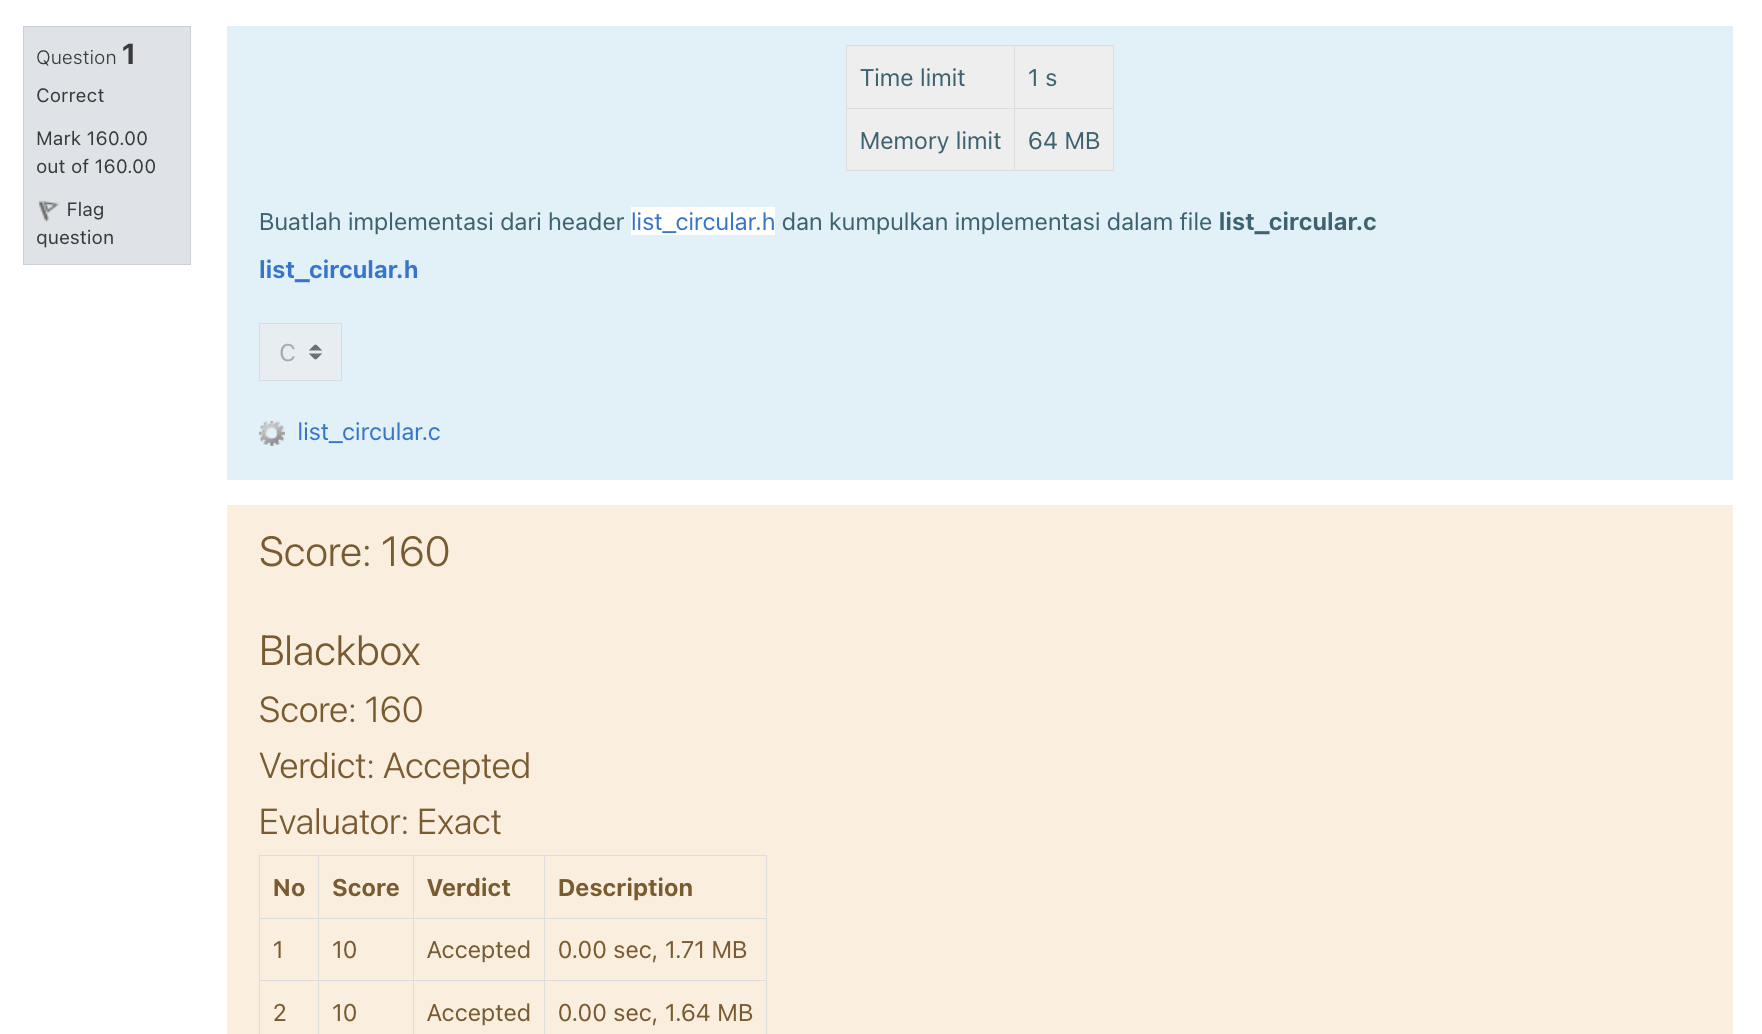 Question 1
Correct
Mark 160.00
out of 160.00
Flag
question
Time limit 1 s
Memory limit 64 MB
Buatlah implementasi dari header list_circular.h dan kumpulkan implementasi dalam file list_circular.c
list_circular.h
C
list_circular.c
Score: 160
Blackbox
Score: 160
Verdict: Accepted
Evaluator: Exact
No Score Verdict Description
1 10 Accepted 0.00 sec, 1.71 MB
2 10 Accepted 0.00 sec, 1.64 MB